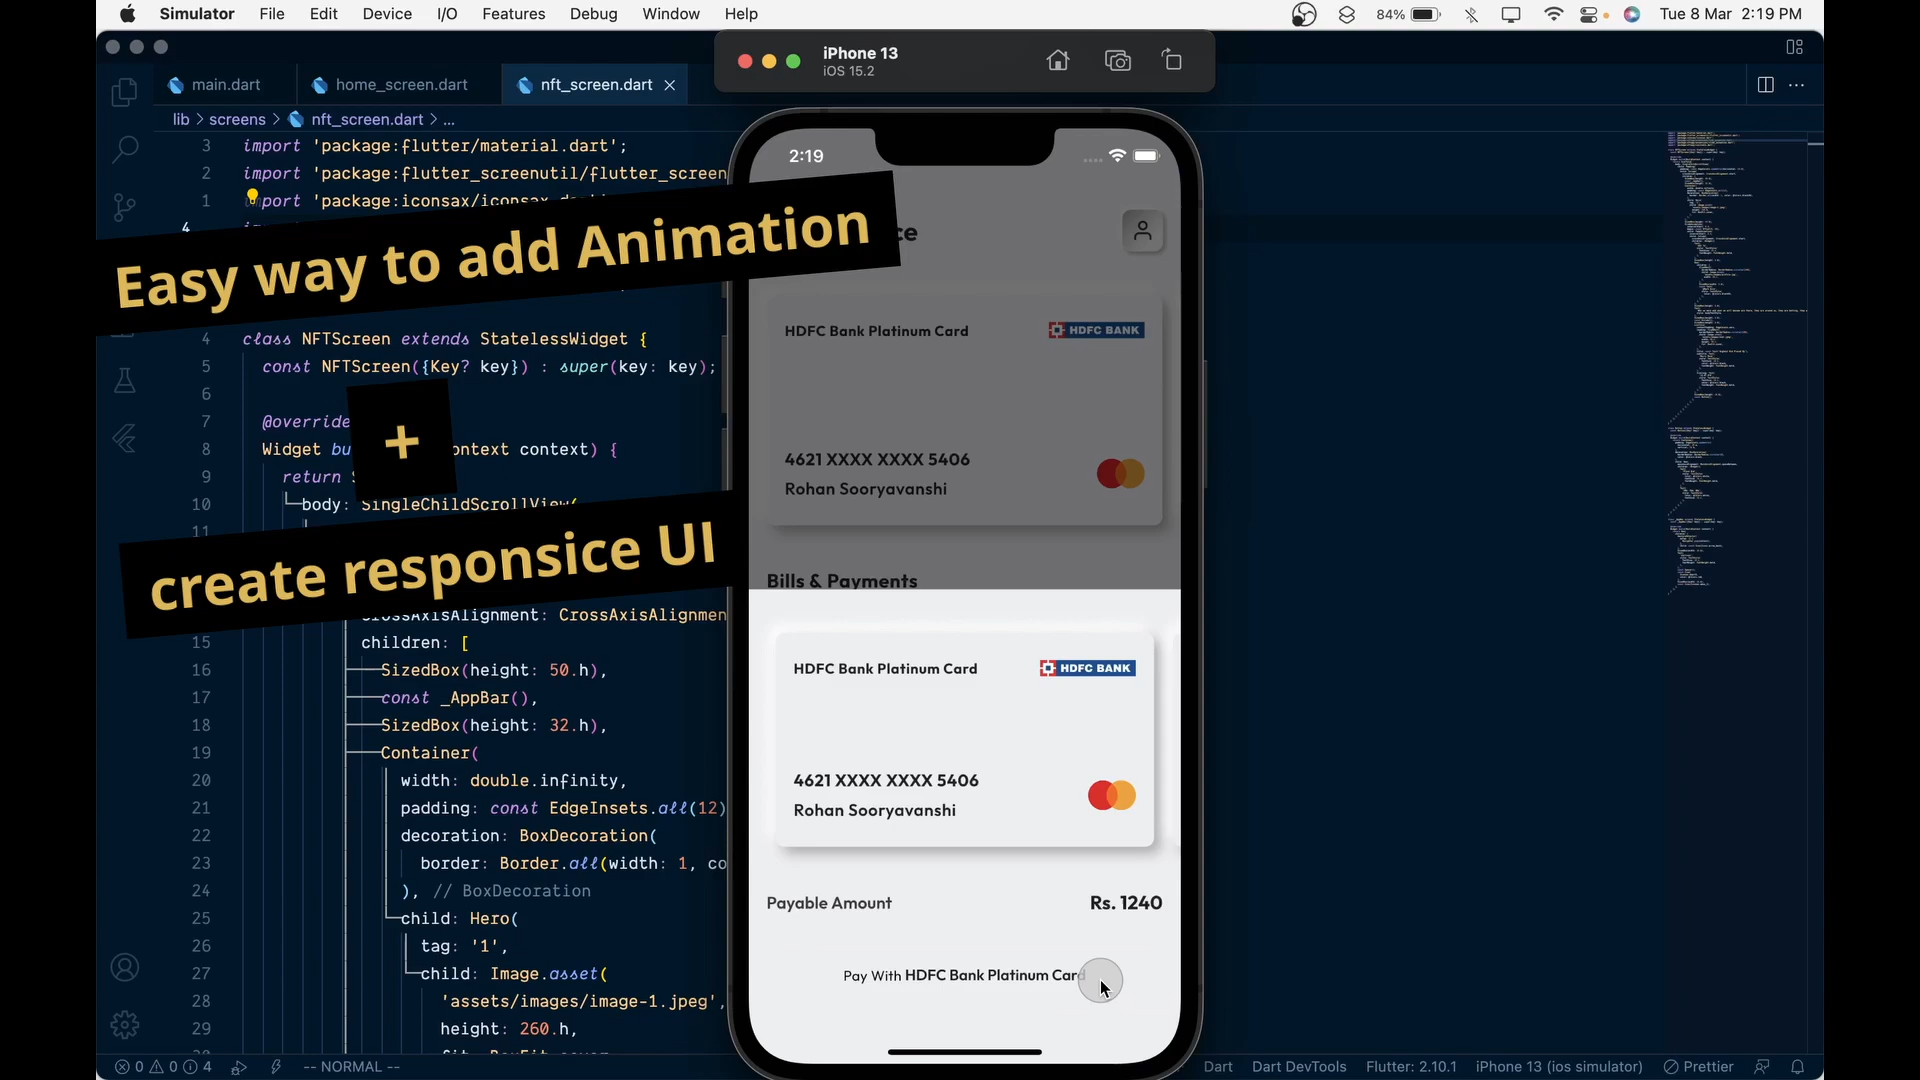 Simulator File Edit Device I/O Features Debug Window Help 84% Tue 8 Mar 2:19 PM
iPhone 13
iOS 15.2
main.dart home_screen.dart nft_screen.dart
lib > screens > nft_screen.dart > ...
3 import 'package:flutter/material.dart';
2 import 'package:flutter_screenutil/flutter_screen
1 import 'package:iconsax/iconsax.dart
4
Easy way to add Animation
+
create responsice UI
4 class NFTScreen extends StatelessWidget {
5 const NFTScreen({Key? key}) : super(key: key);
6
7 @override
8 Widget bu ontext context) {
9 return S
10 body: SingleChildScrollView(
11
CrossAxisAlignment: CrossAxisAlignmen
15 children: [
16 SizedBox(height: 50.h),
17 const _AppBar(),
18 SizedBox(height: 32.h),
19 Container(
20 width: double.infinity,
21 padding: const EdgeInsets.all(12)
22 decoration: BoxDecoration(
23 border: Border.all(width: 1, co
24 ), // BoxDecoration
25 child: Hero(
26 tag: '1',
27 child: Image.asset(
28 'assets/images/image-1.jpeg',
29 height: 260.h,
2:19
ce
HDFC Bank Platinum Card HDFC BANK
4621 XXXX XXXX 5406
Rohan Sooryavanshi
Bills & Payments
HDFC Bank Platinum Card HDFC BANK
4621 XXXX XXXX 5406
Rohan Sooryavanshi
Payable Amount Rs. 1240
Pay With HDFC Bank Platinum Card
0 0 4 -- NORMAL -- Dart Dart DevTools Flutter: 2.10.1 iPhone 13 (ios simulator) Prettier